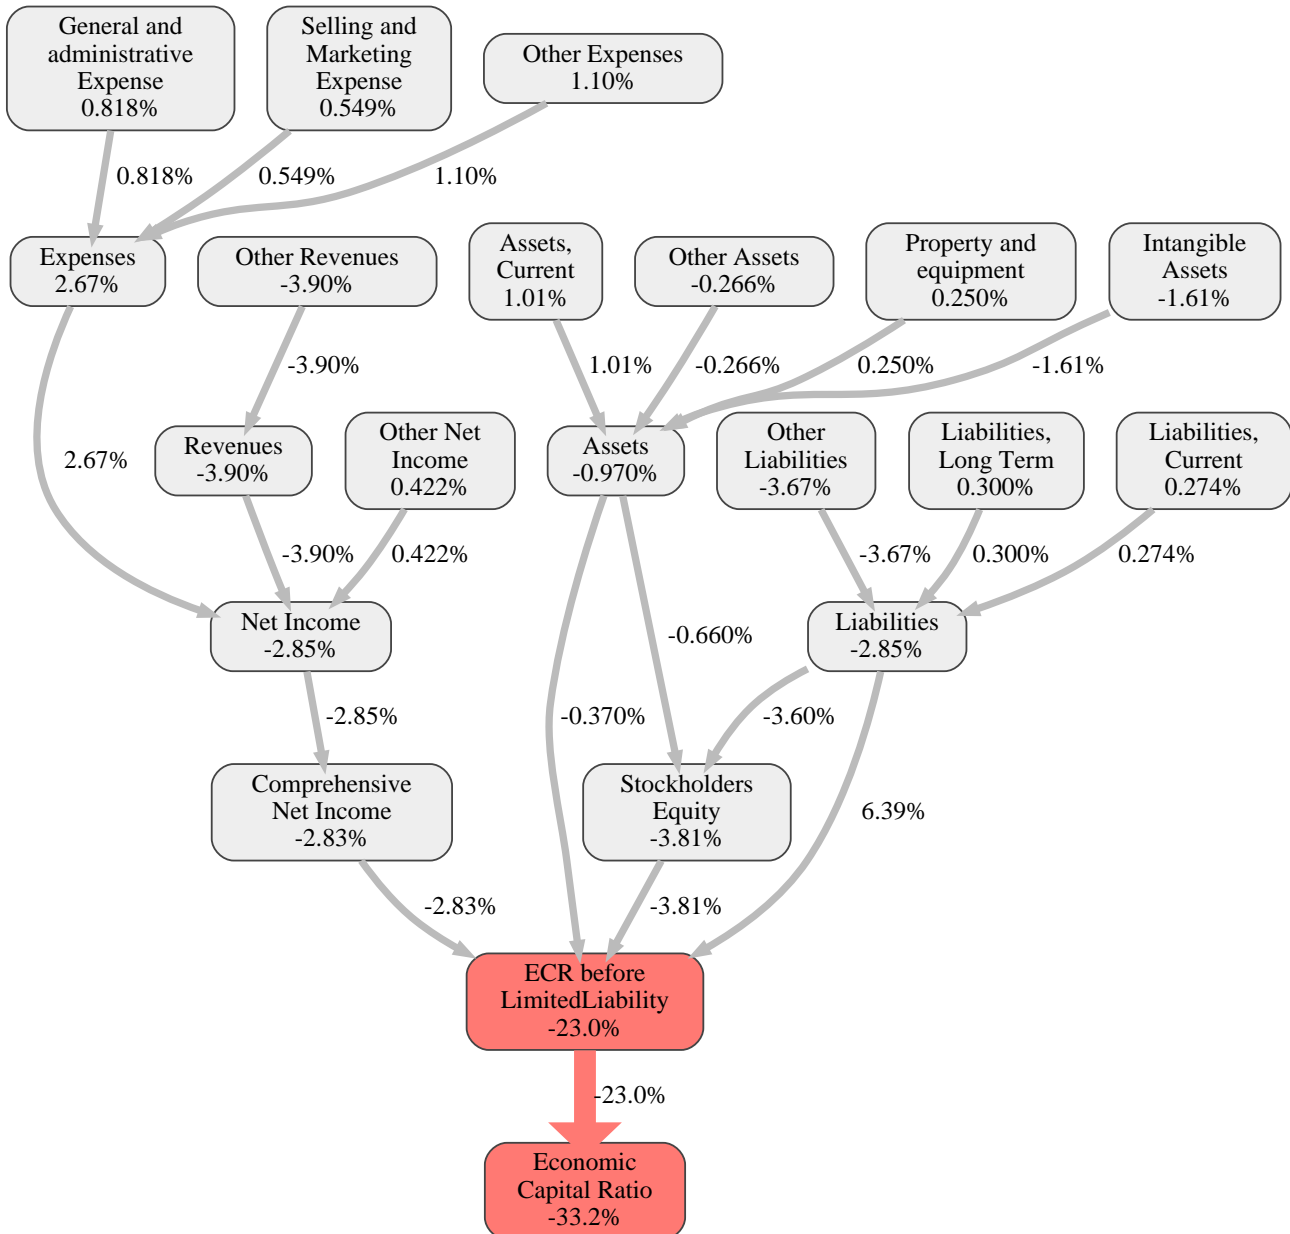 General and
administrative
Expense
0.818%
Selling and
Marketing
Expense
0.549%
Other Expenses
1.10%
0.818%
0.549%
1.10%
Expenses
2.67%
Other Revenues
-3.90%
Assets,
Current
1.01%
Other Assets
-0.266%
Property and
equipment
0.250%
Intangible
Assets
-1.61%
-3.90%
1.01%
-0.266%
0.250%
-1.61%
2.67%
Revenues
-3.90%
Other Net
Income
0.422%
Assets
-0.970%
Other
Liabilities
-3.67%
Liabilities,
Long Term
0.300%
Liabilities,
Current
0.274%
-3.90%
0.422%
-3.67%
0.300%
0.274%
Net Income
-2.85%
-0.660%
Liabilities
-2.85%
-2.85%
-0.370%
-3.60%
Comprehensive
Net Income
-2.83%
Stockholders
Equity
-3.81%
6.39%
-2.83%
-3.81%
ECR before
LimitedLiability
-23.0%
-23.0%
Economic
Capital Ratio
-33.2%